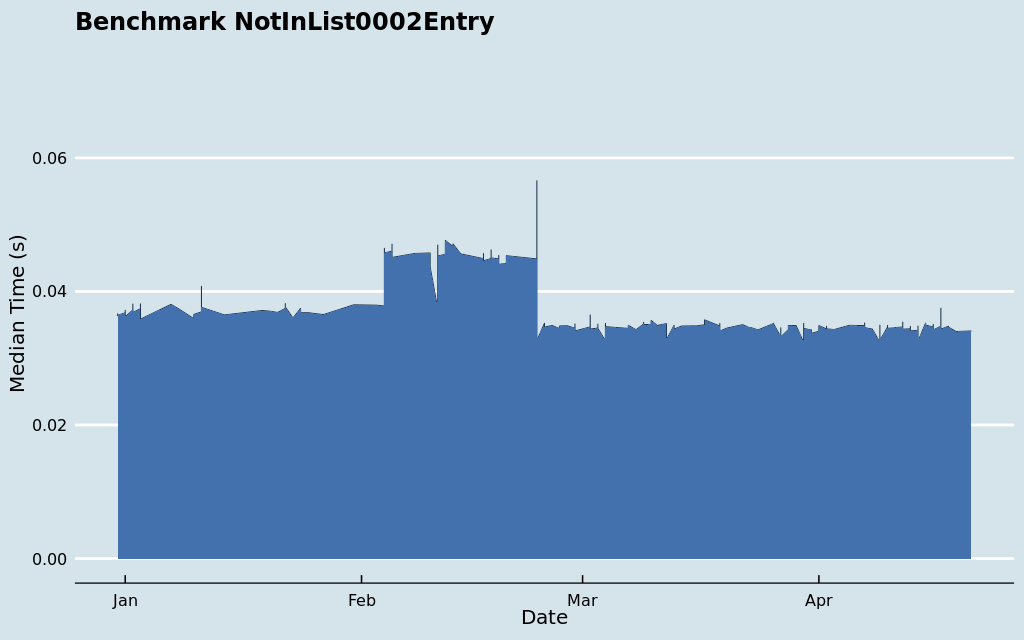 Benchmark NotInList0002Entry
0.06
0.04
0.02
0.00
Median Time (s)
Jan Feb Mar Apr
Date